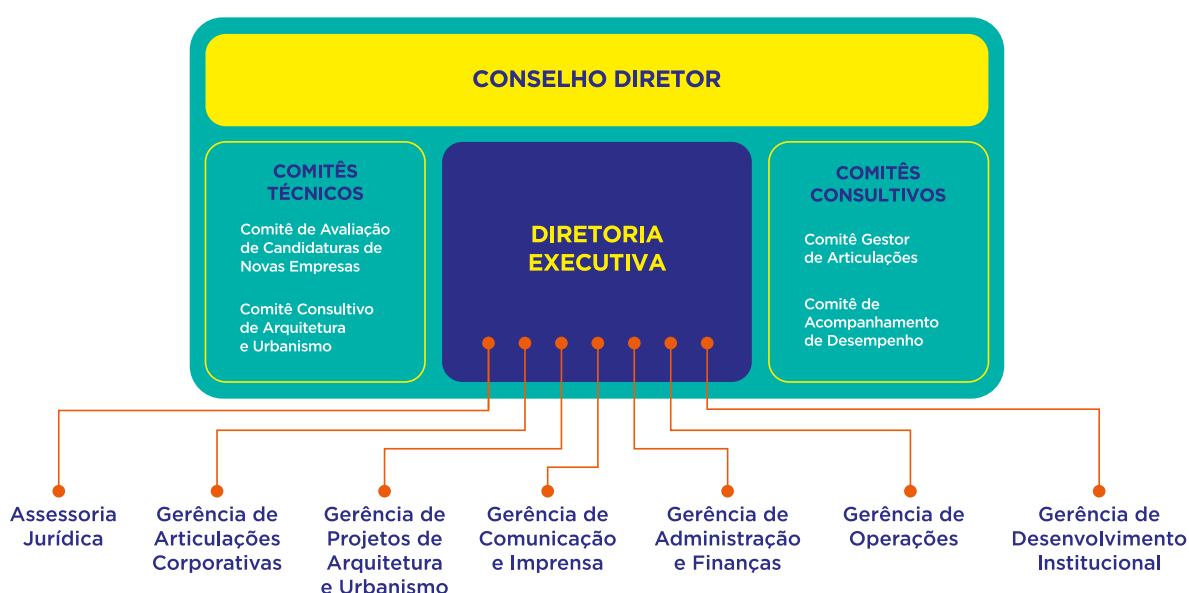 CONSELHO DIRETOR
COMITÊS
TÉCNICOS
Comitê de Avaliação
de Candidaturas de
Novas Empresas
Comitê Consultivo
de Arquitetura
e Urbanismo
DIRETORIA
EXECUTIVA
COMITÊS
CONSULTIVOS
Comitê Gestor
de Articulações
Comitê de
Acompanhamento
de Desempenho
Assessoria
Jurídica
Gerência de
Articulações
Corporativas
Gerência de
Projetos de
Arquitetura
e Urbanismo
Gerência de
Comunicação
e Imprensa
Gerência de
Administração
e Finanças
Gerência de
Operações
Gerência de
Desenvolvimento
Institucional